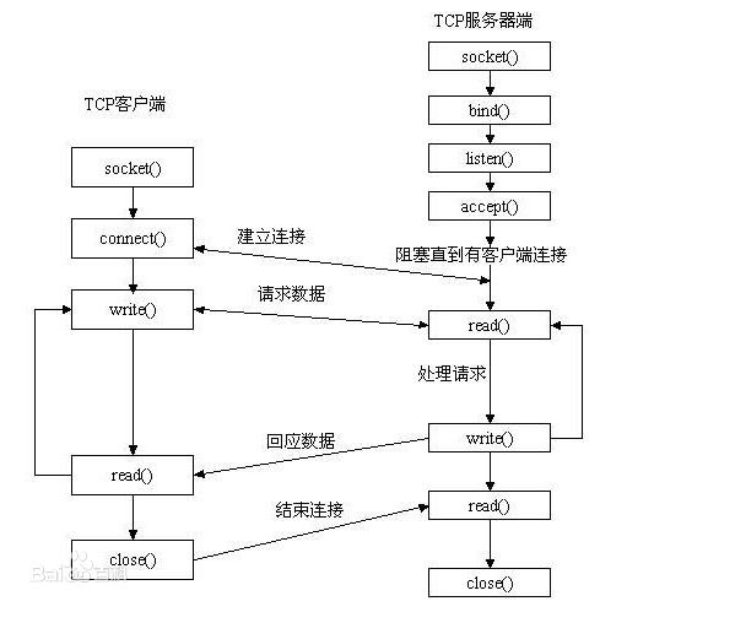 TCP服务器端
socket()
bind()
TCP客户端
listen()
socket()
accept()
connect()
建立连接
阻塞直到有客户端连接
请求数据
write()
read()
处理请求
回应数据
write()
read()
结束连接
read()
close()
close()
Baidu百科